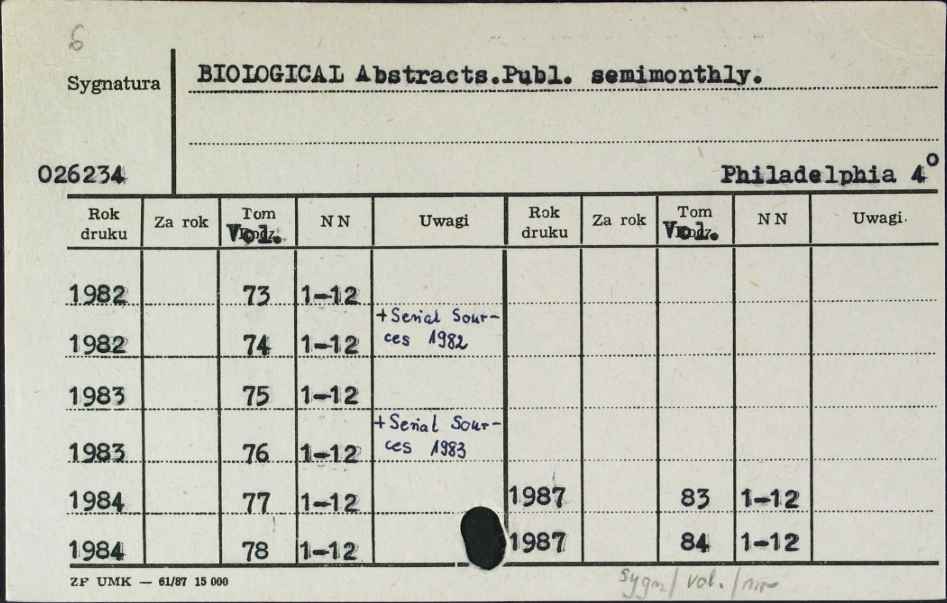 6
Sygnatura
BIOLOGICAL Abstracts.Publ. semimonthly.
026234
Philadelphia 4º
Rok druku Za rok Tom Vol. NN Uwagi Rok druku Za rok Tom Vol. NN Uwagi
1982 73 1-12
+ Serial Sour-
1982 74 1-12 ces 1982
1983 75 1-12
+ Serial Sour-
1983 76 1-12 ces 1983
1984 77 1-12 1987 83 1-12
1984 78 1-12 1987 84 1-12
ZF UMK — 61/87 15 000
sygn/ vol. /